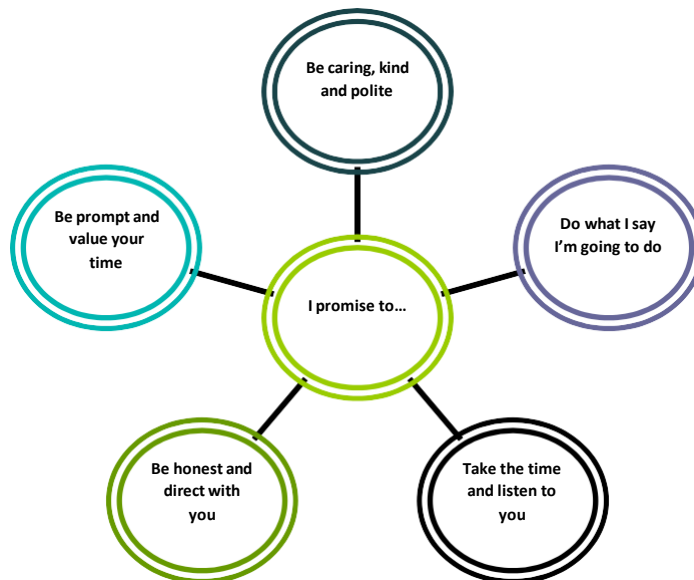 Be caring, kind
and polite
Be prompt and
value your
time
Do what I say
I’m going to do
I promise to…
Be honest and
direct with
you
Take the time
and listen to
you